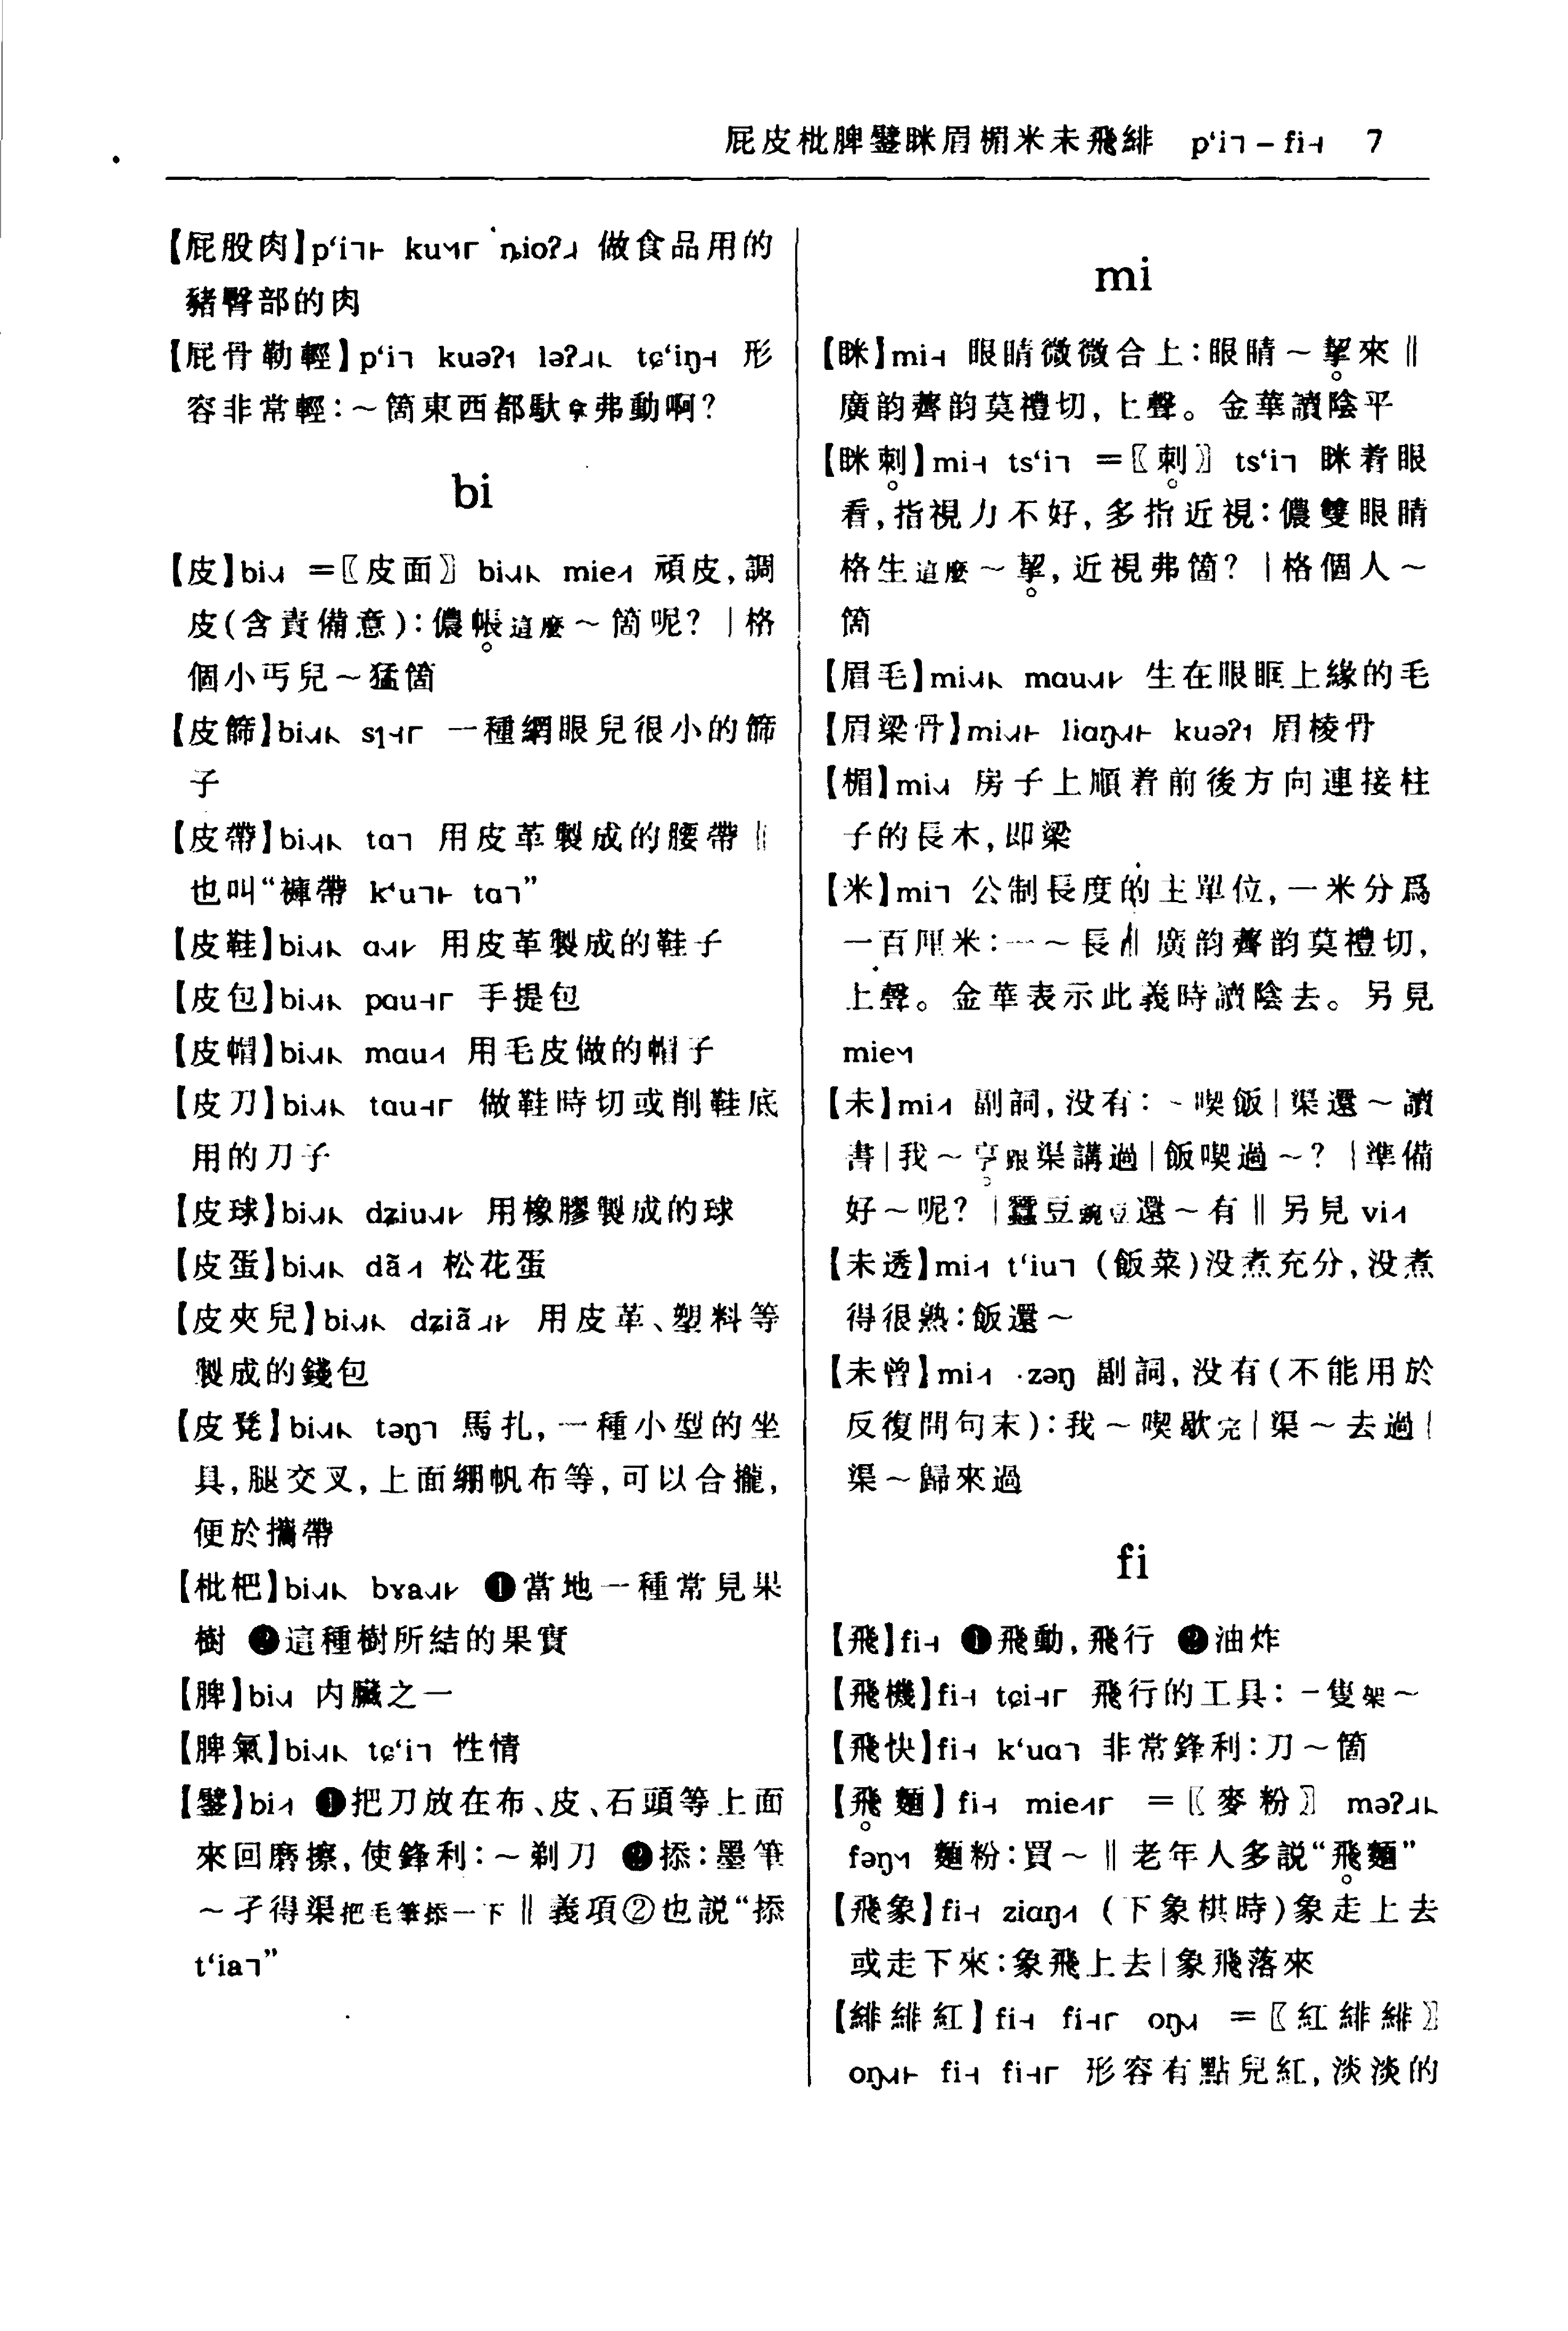 屁皮枇脾鐾眯眉楣米未飛緋 p‘i˥ – fi˧ 7
【屁股肉】p‘i˥˧ ku˧˥ ȵioʔ˩ 做食品用的
豬臀部的肉
【屁骨勒輕】p‘i˥ kuəʔ ləʔ tɕ‘iŋ˧ 形
容非常輕：～箇東西都馱拿弗動啊？
bi
【皮】bi =〖皮面〗 bi mie 頑皮，調
皮(含責備意)：儂帳這麼～箇呢？｜格
個小丐兒～猛箇
【皮篩】bi sɿ 一種網眼兒很小的篩
子
【皮帶】bi tɑ˥ 用皮革製成的腰帶‖
也叫“褲帶 k‘u tɑ˥”
【皮鞋】bi ɑ 用皮革製成的鞋子
【皮包】bi pɑu 手提包
【皮帽】bi mɑu 用毛皮做的帽子
【皮刀】bi tɑu 做鞋時切或削鞋底
用的刀子
【皮球】bi dʑiu 用橡膠製成的球
【皮蛋】bi dã 松花蛋
【皮夾兒】bi dʑiã 用皮革、塑料等
製成的錢包
【皮凳】bi təŋ˥ 馬扎，一種小型的坐
具，腿交叉，上面綳帆布等，可以合攏，
便於攜帶
【枇杷】bi bɤa ❶當地一種常見果
樹 ❷這種樹所結的果實
【脾】bi 内臟之一
【脾氣】bi tɕ‘i˥ 性情
【鐾】bi ❶把刀放在布、皮、石頭等上面
來回磨擦，使鋒利：～剃刀 ❷掭：墨筆
～孑得渠把毛筆掭一下‖義項②也説“掭
t‘ia˥”
mi
【眯】mi˧ 眼睛微微合上：眼睛～挈來‖
廣韵薺韵莫禮切，上聲。金華讀陰平
【眯刺】mi˧ ts‘i˥ =〖刺〗 ts‘i˥ 眯着眼
看，指視力不好，多指近視：儂雙眼睛
格生這麼～挈，近視弗箇？｜格個人～
箇
【眉毛】mi mɑu 生在眼眶上緣的毛
【眉梁骨】mi liɑŋ kuəʔ 眉棱骨
【楣】mi 房子上順着前後方向連接柱
子的長木，即梁
【米】mi˥ 公制長度的主單位，一米分爲
一百厘米：一～長‖廣韵薺韵莫禮切，
上聲。金華表示此義時讀陰去。另見
mie
【未】mi 副詞，没有：～喫飯｜渠還～讀
書｜我～亨跟渠講過｜飯喫過～？｜準備
好～呢？｜蠶豆豌豆還～有‖另見 vi
【未透】mi t‘iu˥ (飯菜)没煮充分，没煮
得很熟：飯還～
【未曾】mi ·zəŋ 副詞，没有(不能用於
反復問句末)：我～喫歇完｜渠～去過｜
渠～歸來過
fi
【飛】fi˧ ❶飛動，飛行 ❷油炸
【飛機】fi˧ tɕi 飛行的工具：一隻架～
【飛快】fi˧ k‘uɑ˥ 非常鋒利：刀～箇
【飛麵】fi˧ mie =〖麥粉〗 məʔ
fəŋ 麵粉：買～‖老年人多説“飛麵”
【飛象】fi˧ ziɑŋ (下象棋時)象走上去
或走下來：象飛上去｜象飛落來
【緋緋紅】fi˧ fi oŋ =〖紅緋緋〗
oŋ fi˧ fi 形容有點兒紅，淡淡的